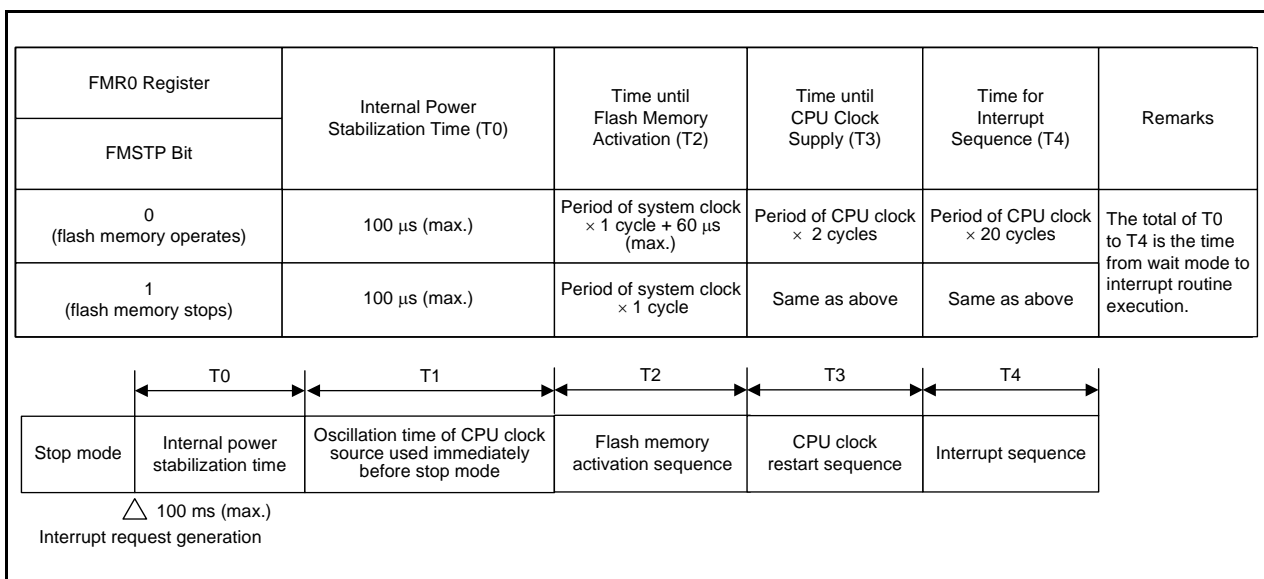 FMR0 Register
FMSTP Bit
Internal Power
Stabilization Time (T0)
Time until
Flash Memory
Activation (T2)
Time until
CPU Clock
Supply (T3)
Time for
Interrupt
Sequence (T4)
Remarks
0
(flash memory operates)
100 μs (max.)
Period of system clock
× 1 cycle + 60 μs
(max.)
Period of CPU clock
× 2 cycles
Period of CPU clock
× 20 cycles
The total of T0
to T4 is the time
from wait mode to
interrupt routine
execution.
1
(flash memory stops)
100 μs (max.)
Period of system clock
× 1 cycle
Same as above
Same as above
T0
T1
T2
T3
T4
Stop mode
Internal power
stabilization time
Oscillation time of CPU clock
source used immediately
before stop mode
Flash memory
activation sequence
CPU clock
restart sequence
Interrupt sequence
100 ms (max.)
Interrupt request generation